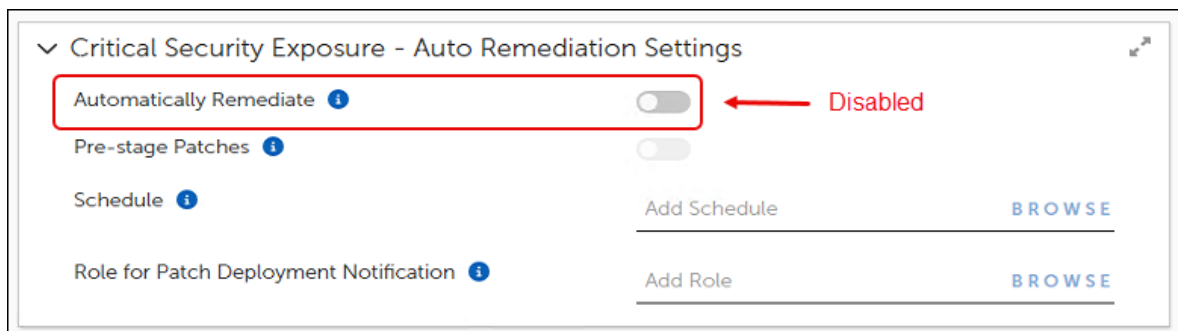 Critical Security Exposure - Auto Remediation Settings
Automatically Remediate
Disabled
Pre-stage Patches
Schedule
Add Schedule BROWSE
Role for Patch Deployment Notification
Add Role BROWSE